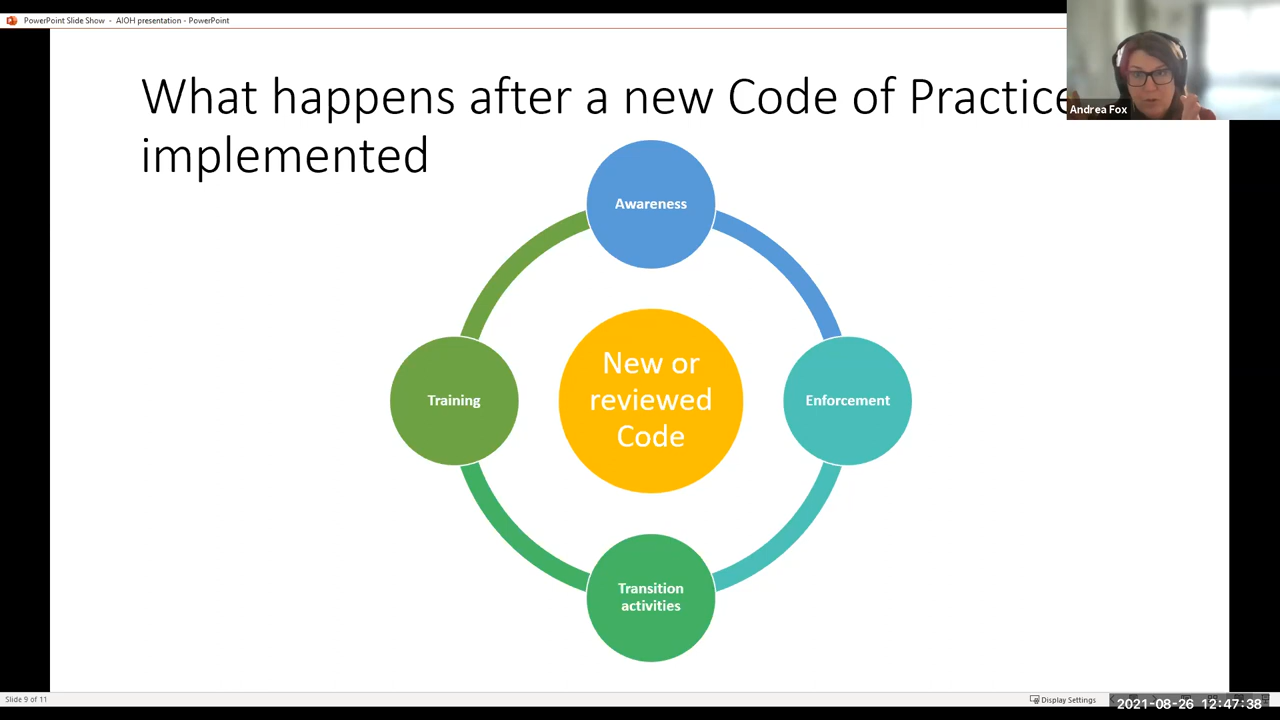 PowerPoint Slide Show - AIOH presentation - PowerPoint
Andrea Fox
What happens after a new Code of Practice
implemented
Awareness
Training
New or
reviewed
Code
Enforcement
Transition
activities
Slide 9 of 11
Display Settings
2021-08-26 12:47:38